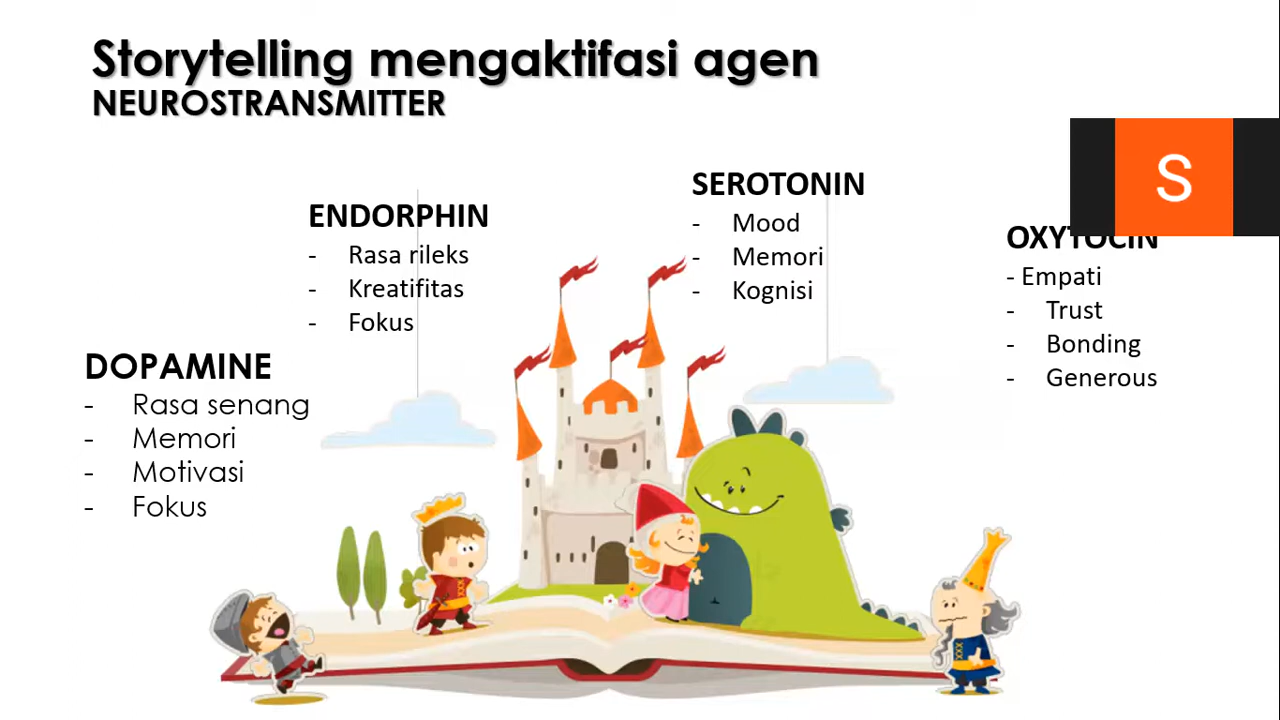 Storytelling mengaktifasi agen
NEUROSTRANSMITTER
DOPAMINE
- Rasa senang
- Memori
- Motivasi
- Fokus
ENDORPHIN
- Rasa rileks
- Kreatifitas
- Fokus
SEROTONIN
- Mood
- Memori
- Kognisi
S
OXYTOCIN
- Empati
- Trust
- Bonding
- Generous